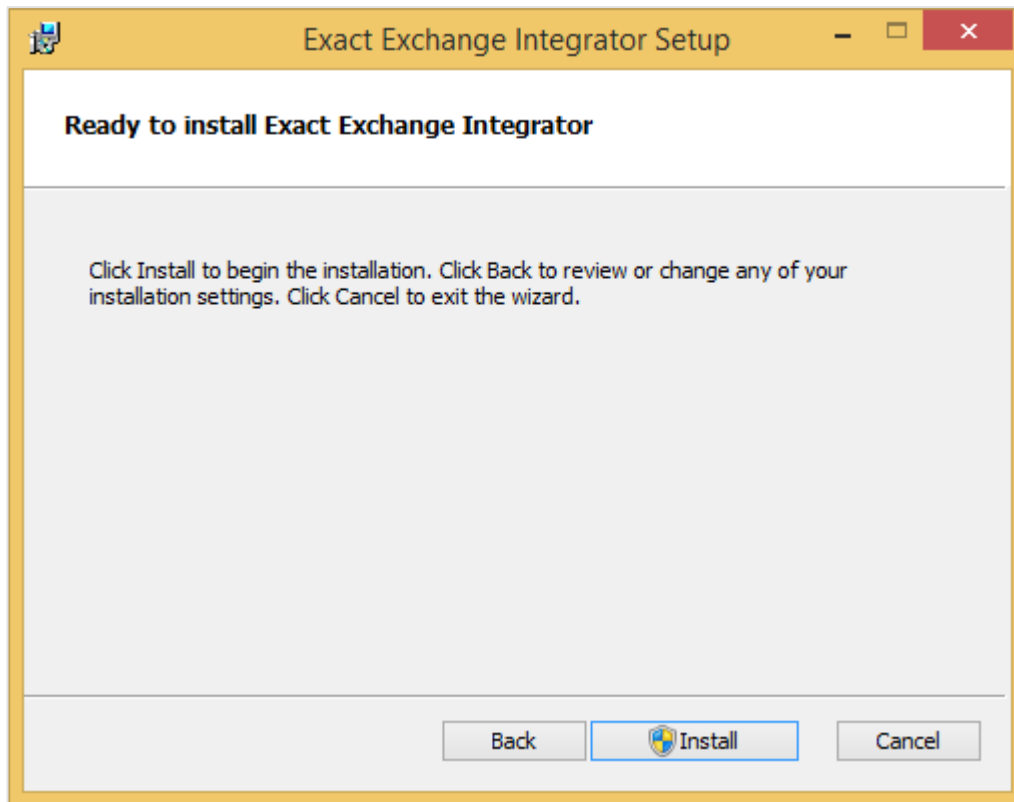 Exact Exchange Integrator Setup
Ready to install Exact Exchange Integrator
Click Install to begin the installation. Click Back to review or change any of your
installation settings. Click Cancel to exit the wizard.
Back
Install
Cancel